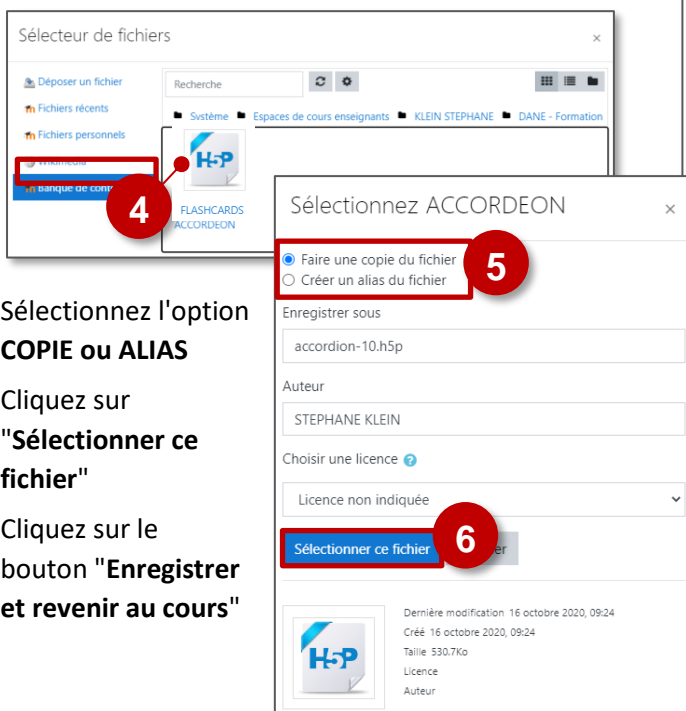 Sélecteur de fichiers ×
Déposer un fichier
Fichiers récents
Fichiers personnels
Wikimedia
Banque de cont
Recherche
Système Espaces de cours enseignants KLEIN STEPHANE DANE - Formation
H5P
FLASHCARDS
ACCORDEON
4
Sélectionnez ACCORDEON ×
Faire une copie du fichier
Créer un alias du fichier
5
Enregistrer sous
accordion-10.h5p
Auteur
STEPHANE KLEIN
Choisir une licence ?
Licence non indiquée
Sélectionner ce fichier
6
er
H5P
Dernière modification 16 octobre 2020, 09:24
Créé 16 octobre 2020, 09:24
Taille 530.7Ko
Licence
Auteur
Sélectionnez l'option
COPIE ou ALIAS
Cliquez sur
"Sélectionner ce
fichier"
Cliquez sur le
bouton "Enregistrer
et revenir au cours"